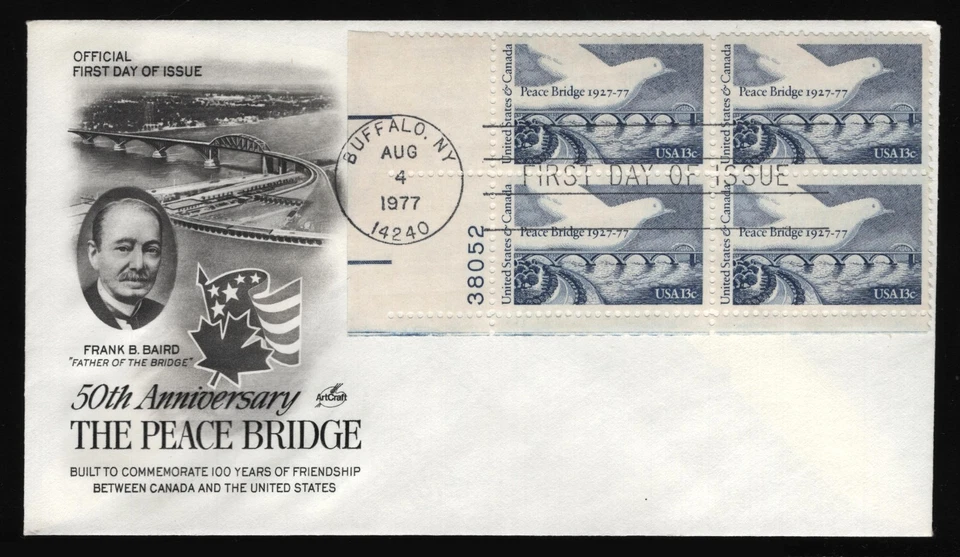 OFFICIAL
FIRST DAY OF ISSUE
FRANK B. BAIRD
"FATHER OF THE BRIDGE"
50th Anniversary
ArtCraft
THE PEACE BRIDGE
BUILT TO COMMEMORATE 100 YEARS OF FRIENDSHIP
BETWEEN CANADA AND THE UNITED STATES
BUFFALO, NY
AUG
4
1977
14240
FIRST DAY OF ISSUE
38052
United States & Canada
Peace Bridge 1927-77
USA 13c
United States & Canada
Peace Bridge 1927-77
USA 13c
United States & Canada
Peace Bridge 1927-77
USA 13c
United States & Canada
Peace Bridge 1927-77
USA 13c